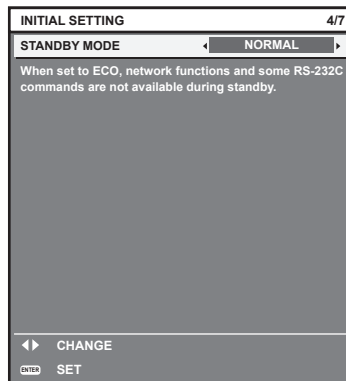 INITIAL SETTING 4/7
STANDBY MODE NORMAL
When set to ECO, network functions and some RS-232C
commands are not available during standby.
CHANGE
ENTER SET